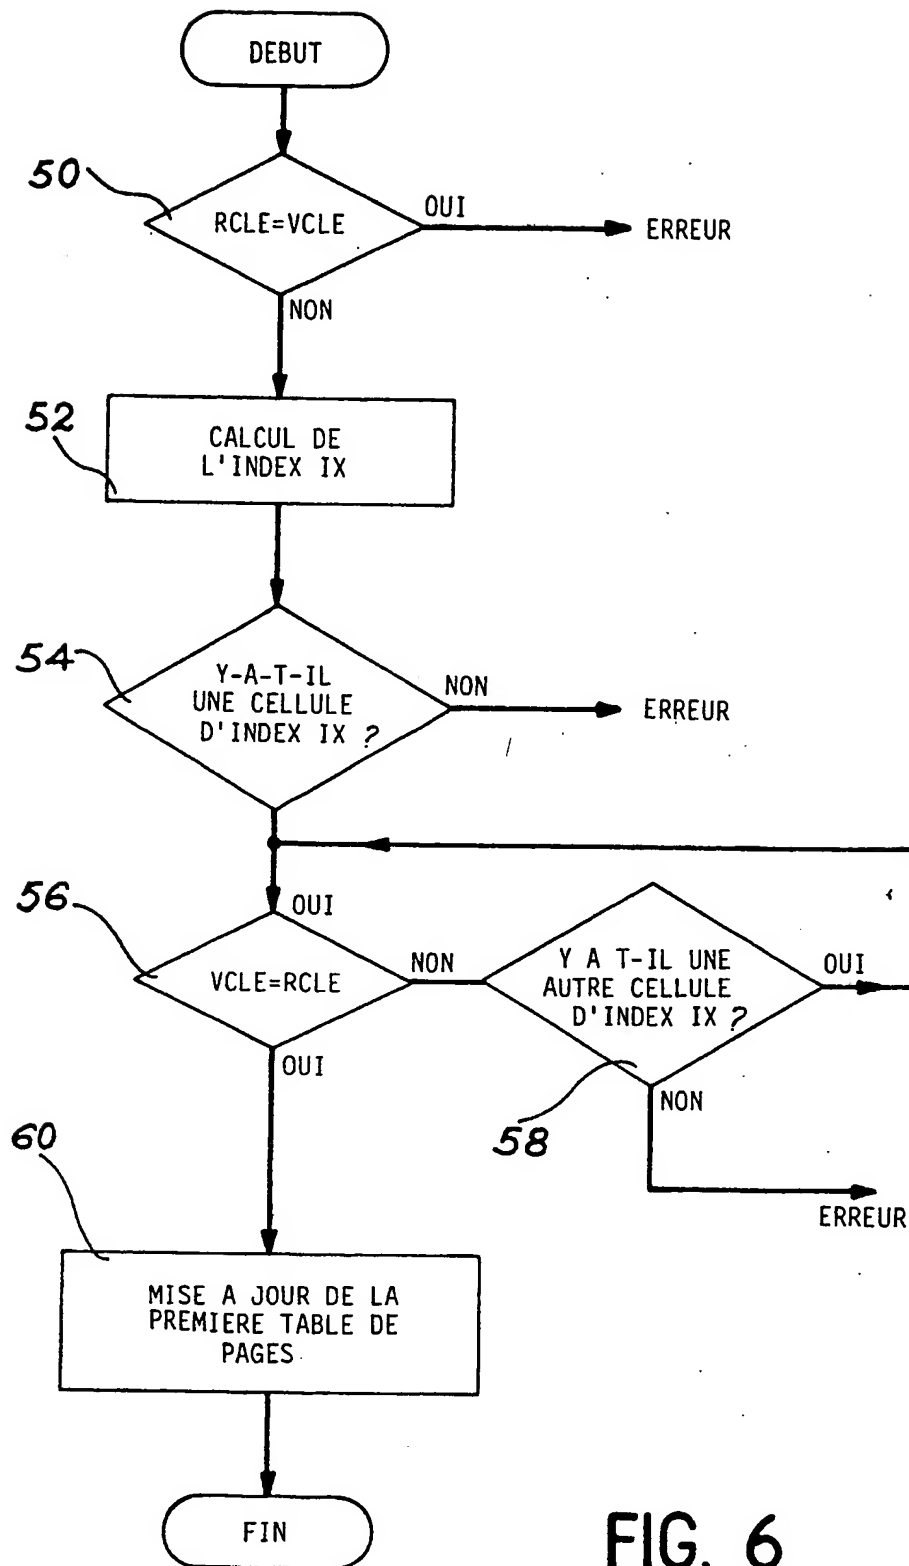 DEBUT
50
RCLE=VCLE
OUI
ERREUR
NON
52
CALCUL DE
L'INDEX IX
54
Y-A-T-IL
UNE CELLULE
D'INDEX IX ?
NON
ERREUR
56
OUI
VCLE=RCLE
NON
Y A T-IL UNE
AUTRE CELLULE
D'INDEX IX ?
OUI
OUI
58
NON
ERREUR
60
MISE A JOUR DE LA
PREMIERE TABLE DE
PAGES
FIN
FIG. 6